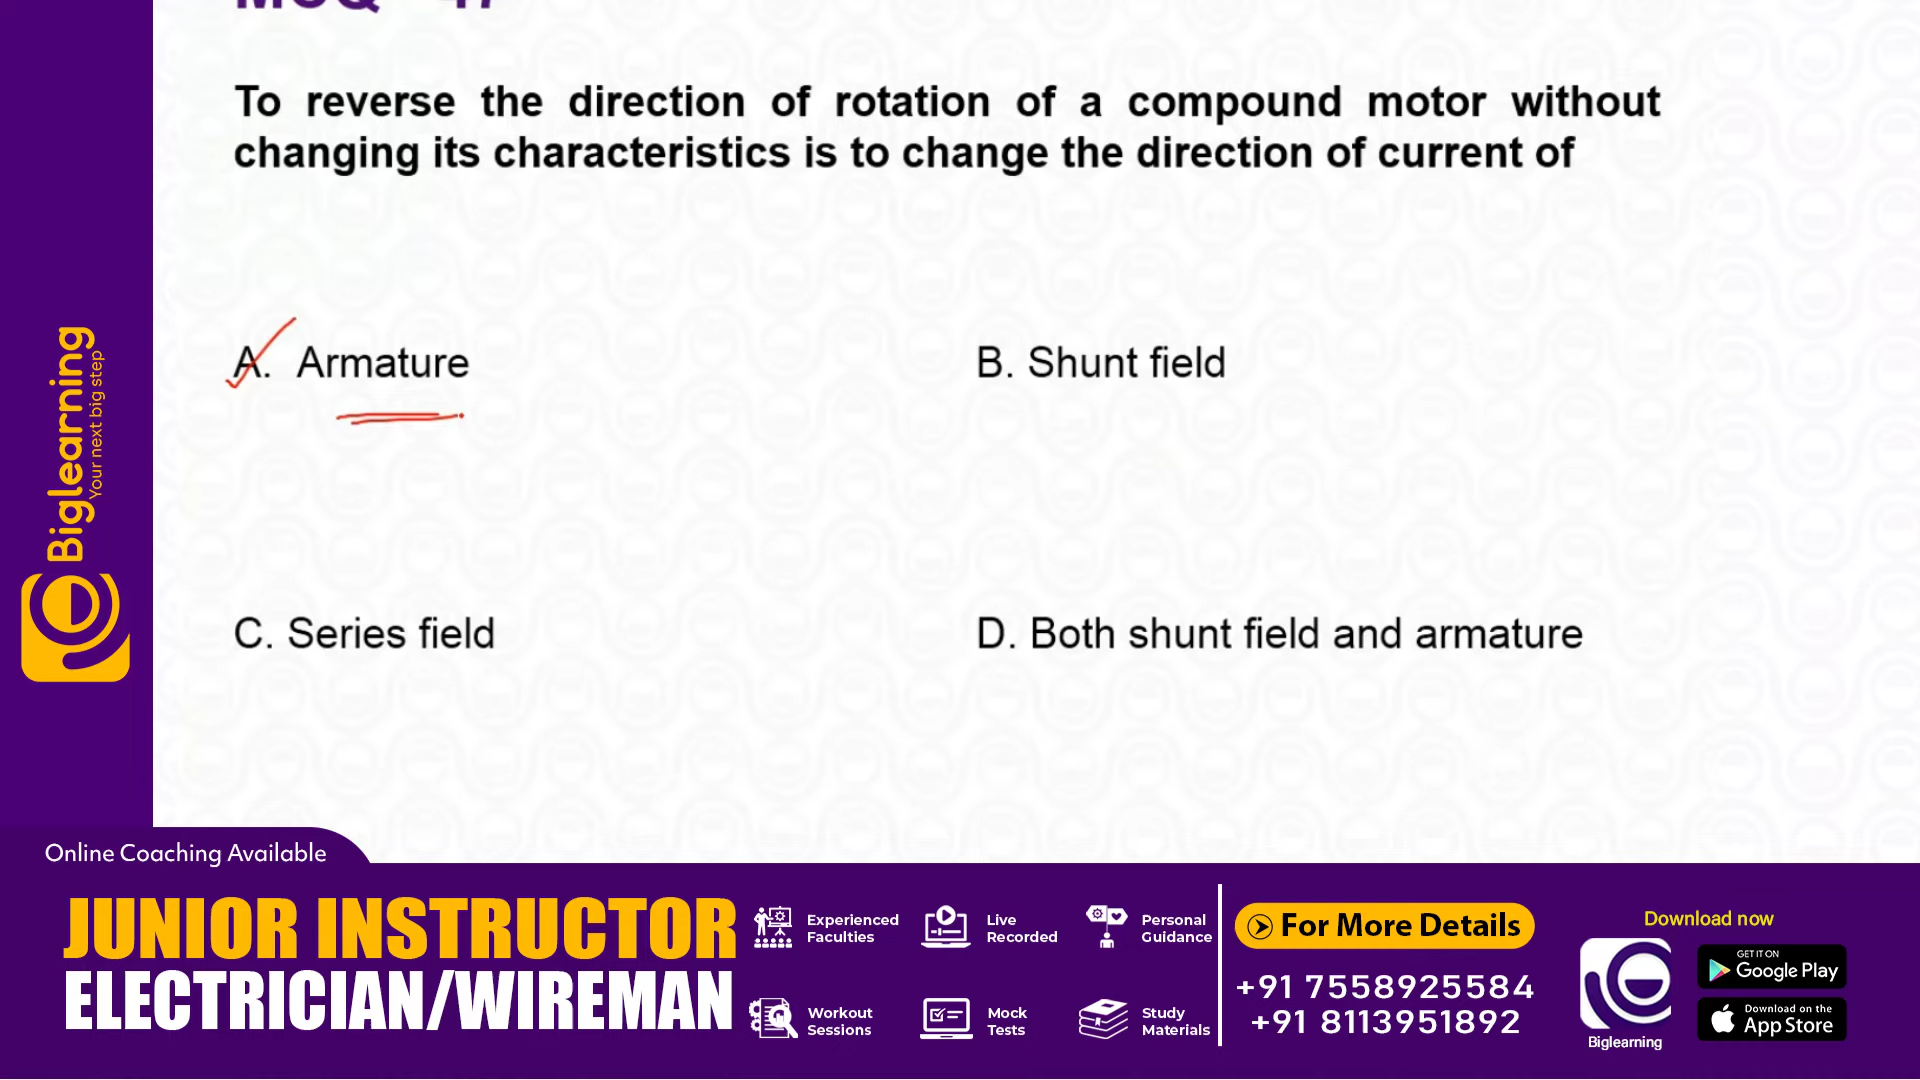 MCQ - 47
To reverse the direction of rotation of a compound motor without
changing its characteristics is to change the direction of current of
A. Armature
B. Shunt field
C. Series field
D. Both shunt field and armature
Biglearning
Your next big step
Online Coaching Available
JUNIOR INSTRUCTOR
ELECTRICIAN/WIREMAN
Experienced
Faculties
Live
Recorded
Personal
Guidance
Workout
Sessions
Mock
Tests
Study
Materials
For More Details
+91 7558925584
+91 8113951892
Download now
Biglearning
GET IT ON
Google Play
Download on the
App Store